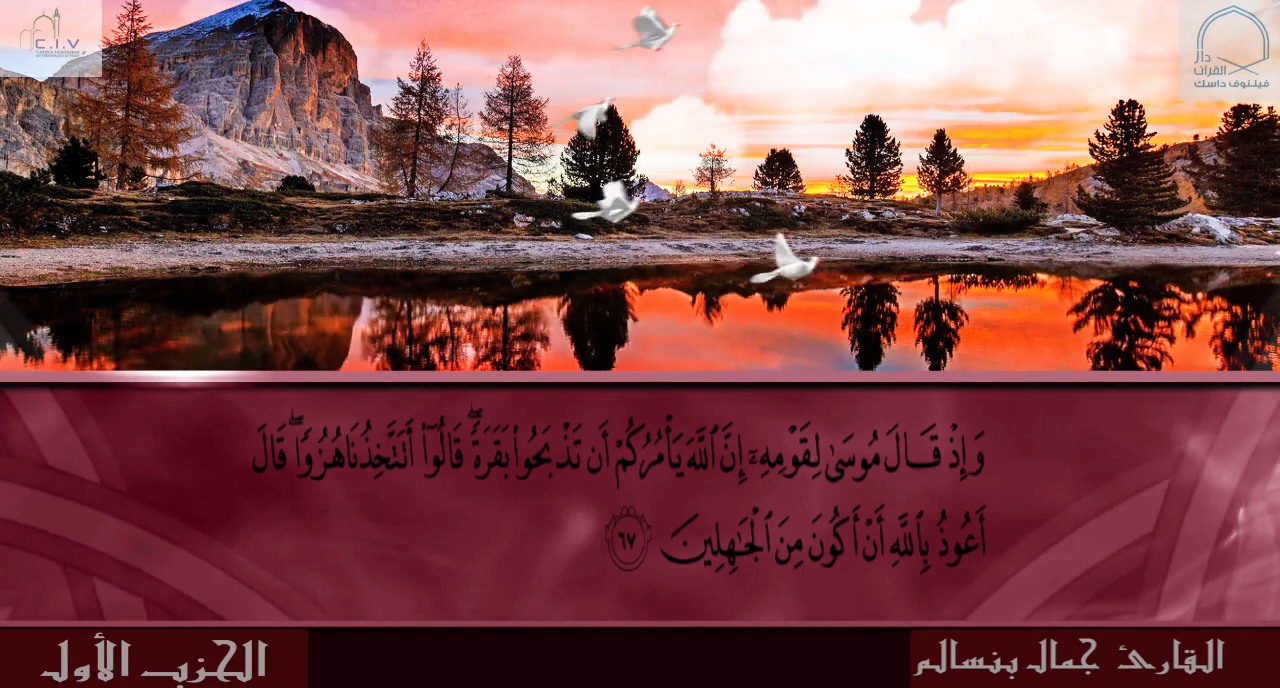 C.I.V
دار
القرآن
فيلنوف داسك
وَإِذْ قَالَ مُوسَىٰ لِقَوْمِهِۦٓ إِنَّ ٱللَّهَ يَأْمُرُكُمْ أَن تَذْبَحُوا۟ بَقَرَةًۖ قَالُوٓا۟ أَتَتَّخِذُنَا هُزُوًاۖ قَالَ
أَعُوذُ بِٱللَّهِ أَنْ أَكُونَ مِنَ ٱلْجَٰهِلِينَ ٦٧
القارئ جمال بنسالم
الحزب الأول